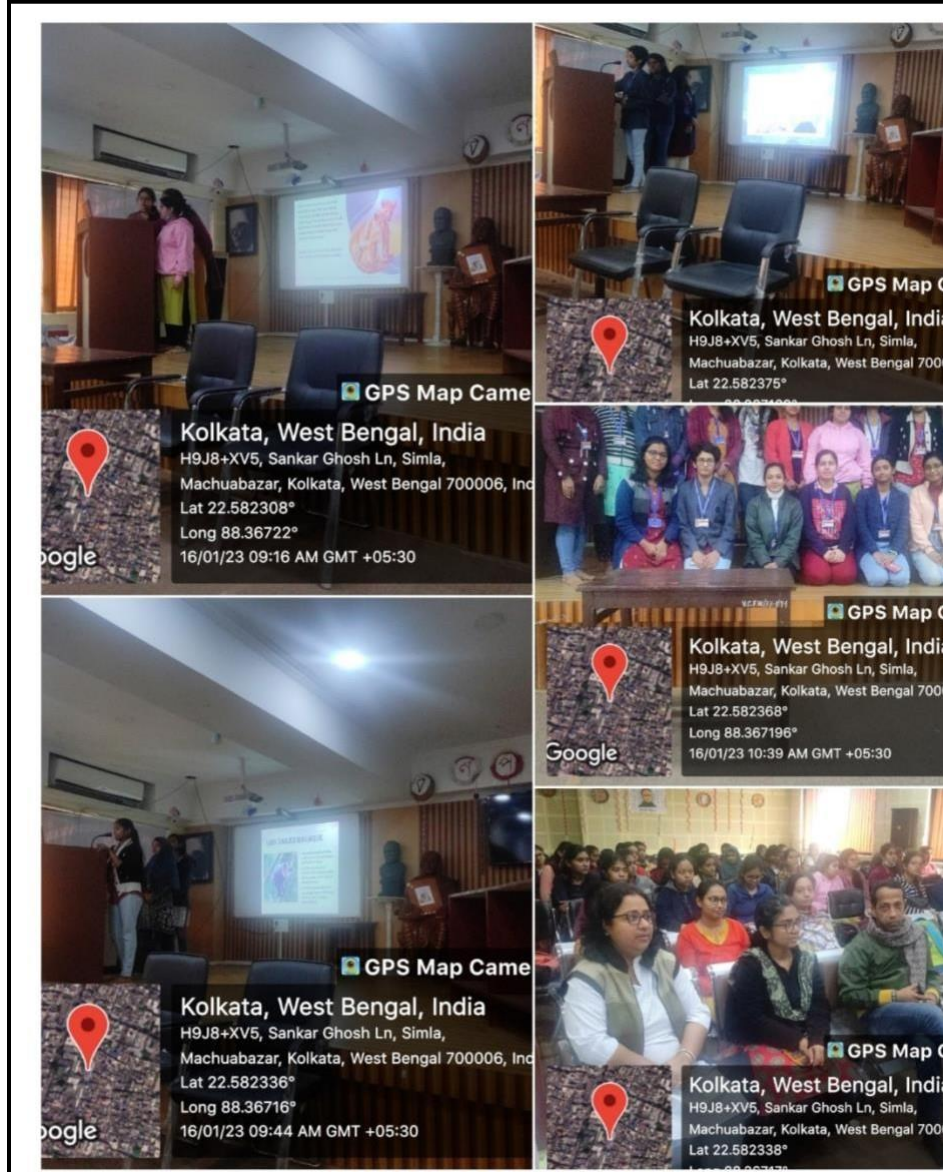 GPS Map Came
Kolkata, West Bengal, India
H9J8+XV5, Sankar Ghosh Ln, Simla,
Machuabazar, Kolkata, West Bengal 700006, Ind
Lat 22.582308°
Long 88.36722°
16/01/23 09:16 AM GMT +05:30
oogle
GPS Map C
Kolkata, West Bengal, India
H9J8+XV5, Sankar Ghosh Ln, Simla,
Machuabazar, Kolkata, West Bengal 700
Lat 22.582375°
GPS Map C
Kolkata, West Bengal, India
H9J8+XV5, Sankar Ghosh Ln, Simla,
Machuabazar, Kolkata, West Bengal 700
Lat 22.582368°
Long 88.367196°
16/01/23 10:39 AM GMT +05:30
Google
GPS Map Came
Kolkata, West Bengal, India
H9J8+XV5, Sankar Ghosh Ln, Simla,
Machuabazar, Kolkata, West Bengal 700006, Ind
Lat 22.582336°
Long 88.36716°
16/01/23 09:44 AM GMT +05:30
oogle
GPS Map C
Kolkata, West Bengal, India
H9J8+XV5, Sankar Ghosh Ln, Simla,
Machuabazar, Kolkata, West Bengal 700
Lat 22.582338°